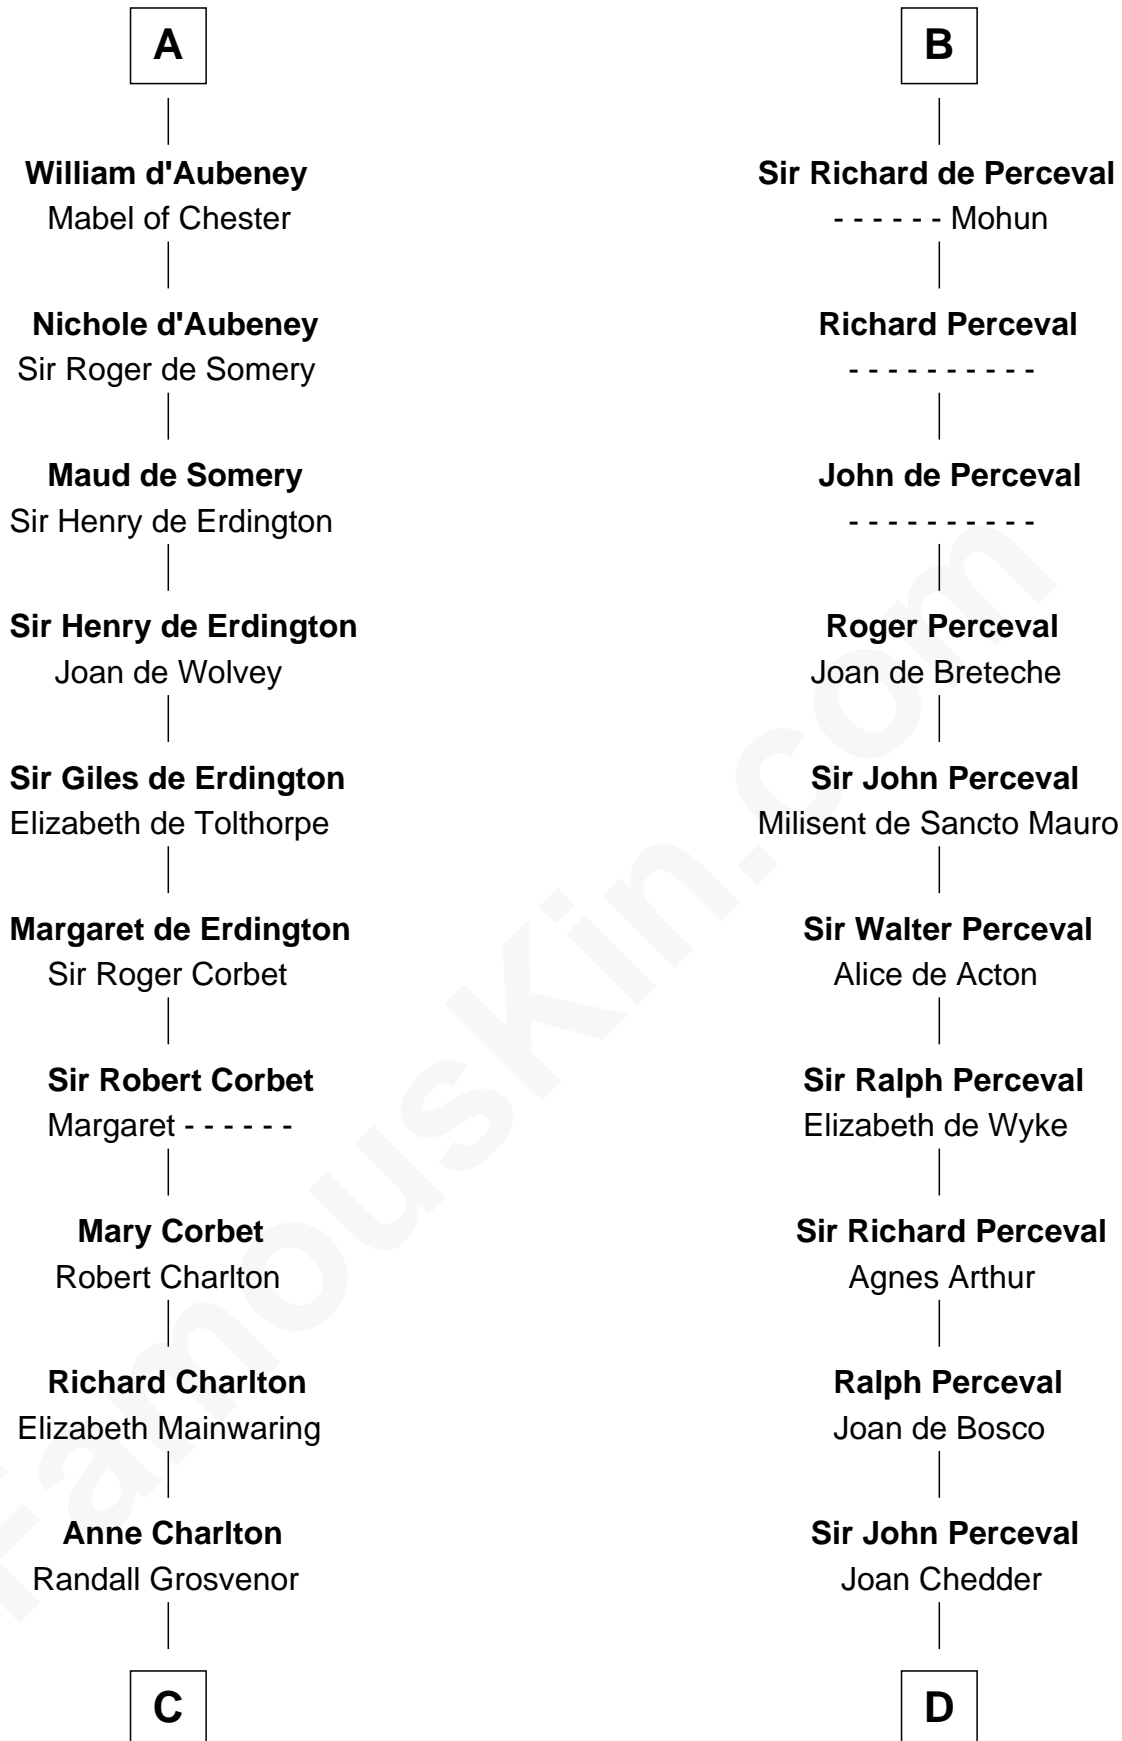 A
William d'Aubeney
Mabel of Chester
Nichole d'Aubeney
Sir Roger de Somery
Maud de Somery
Sir Henry de Erdington
Sir Henry de Erdington
Joan de Wolvey
Sir Giles de Erdington
Elizabeth de Tolthorpe
Margaret de Erdington
Sir Roger Corbet
Sir Robert Corbet
Margaret - - - - - -
Mary Corbet
Robert Charlton
Richard Charlton
Elizabeth Mainwaring
Anne Charlton
Randall Grosvenor
C
B
Sir Richard de Perceval
- - - - - - Mohun
Richard Perceval
- - - - - - - - - -
John de Perceval
- - - - - - - - - -
Roger Perceval
Joan de Breteche
Sir John Perceval
Milisent de Sancto Mauro
Sir Walter Perceval
Alice de Acton
Sir Ralph Perceval
Elizabeth de Wyke
Sir Richard Perceval
Agnes Arthur
Ralph Perceval
Joan de Bosco
Sir John Perceval
Joan Chedder
D
FamousKin.com